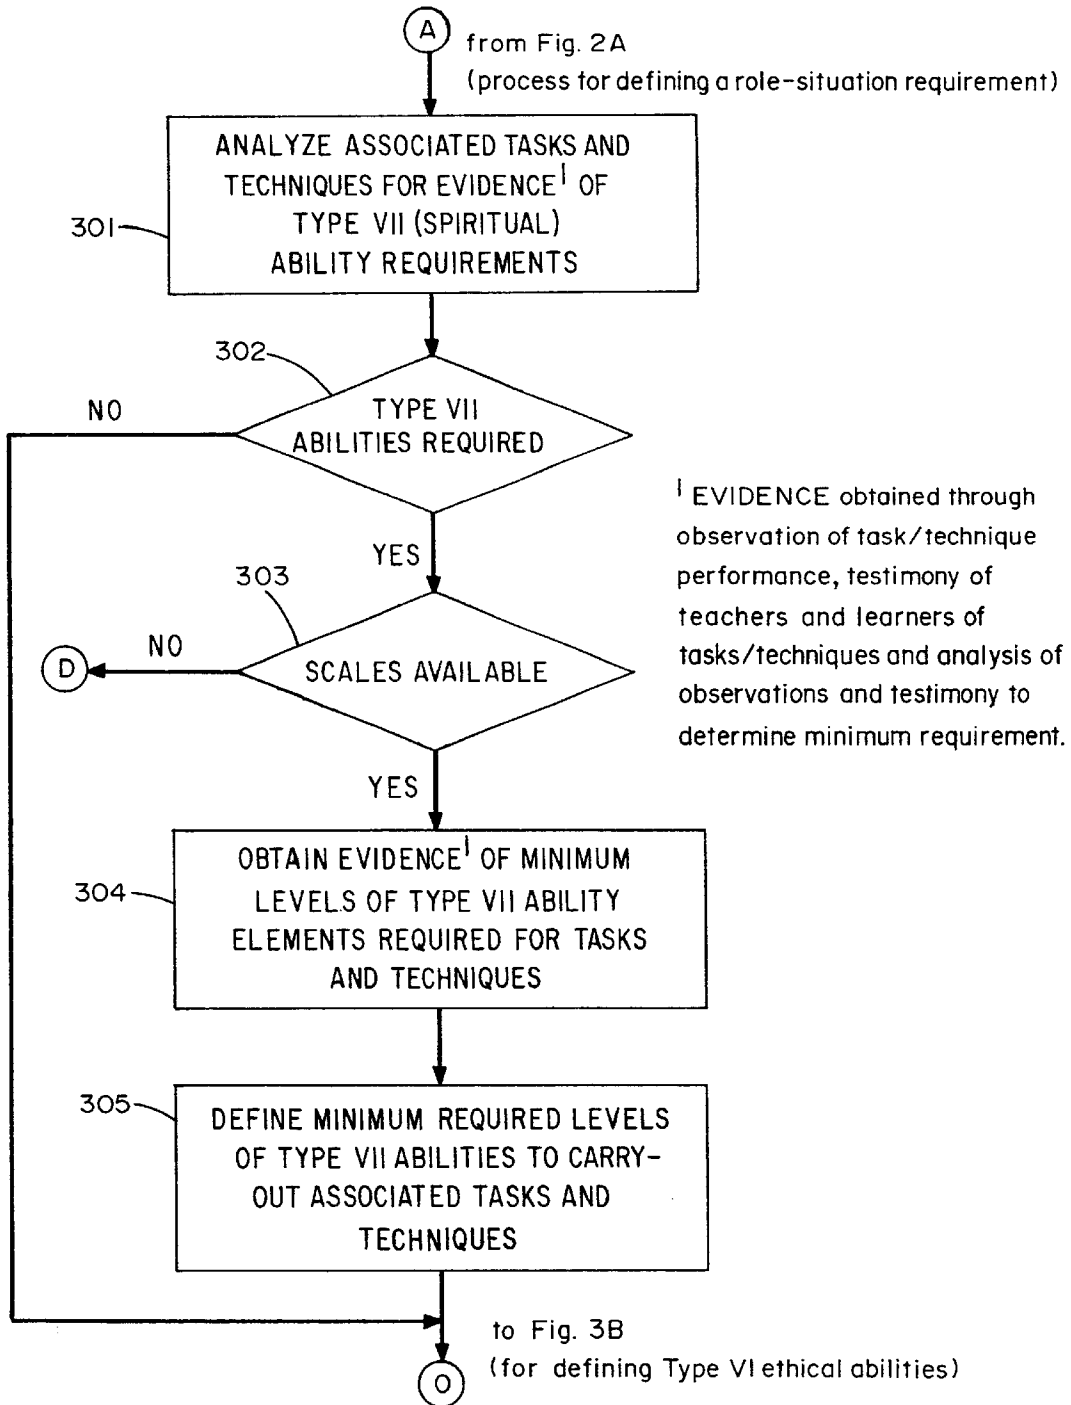 A
from Fig. 2A
(process for defining a role-situation requirement)
ANALYZE ASSOCIATED TASKS AND
TECHNIQUES FOR EVIDENCE¹ OF
TYPE VII (SPIRITUAL)
ABILITY REQUIREMENTS
301
302
NO
TYPE VII
ABILITIES REQUIRED
YES
303
D
NO
SCALES AVAILABLE
¹ EVIDENCE obtained through
observation of task/technique
performance, testimony of
teachers and learners of
tasks/techniques and analysis of
observations and testimony to
determine minimum requirement.
YES
304
OBTAIN EVIDENCE¹ OF MINIMUM
LEVELS OF TYPE VII ABILITY
ELEMENTS REQUIRED FOR TASKS
AND TECHNIQUES
305
DEFINE MINIMUM REQUIRED LEVELS
OF TYPE VII ABILITIES TO CARRY-
OUT ASSOCIATED TASKS AND
TECHNIQUES
to Fig. 3B
(for defining Type VI ethical abilities)
O